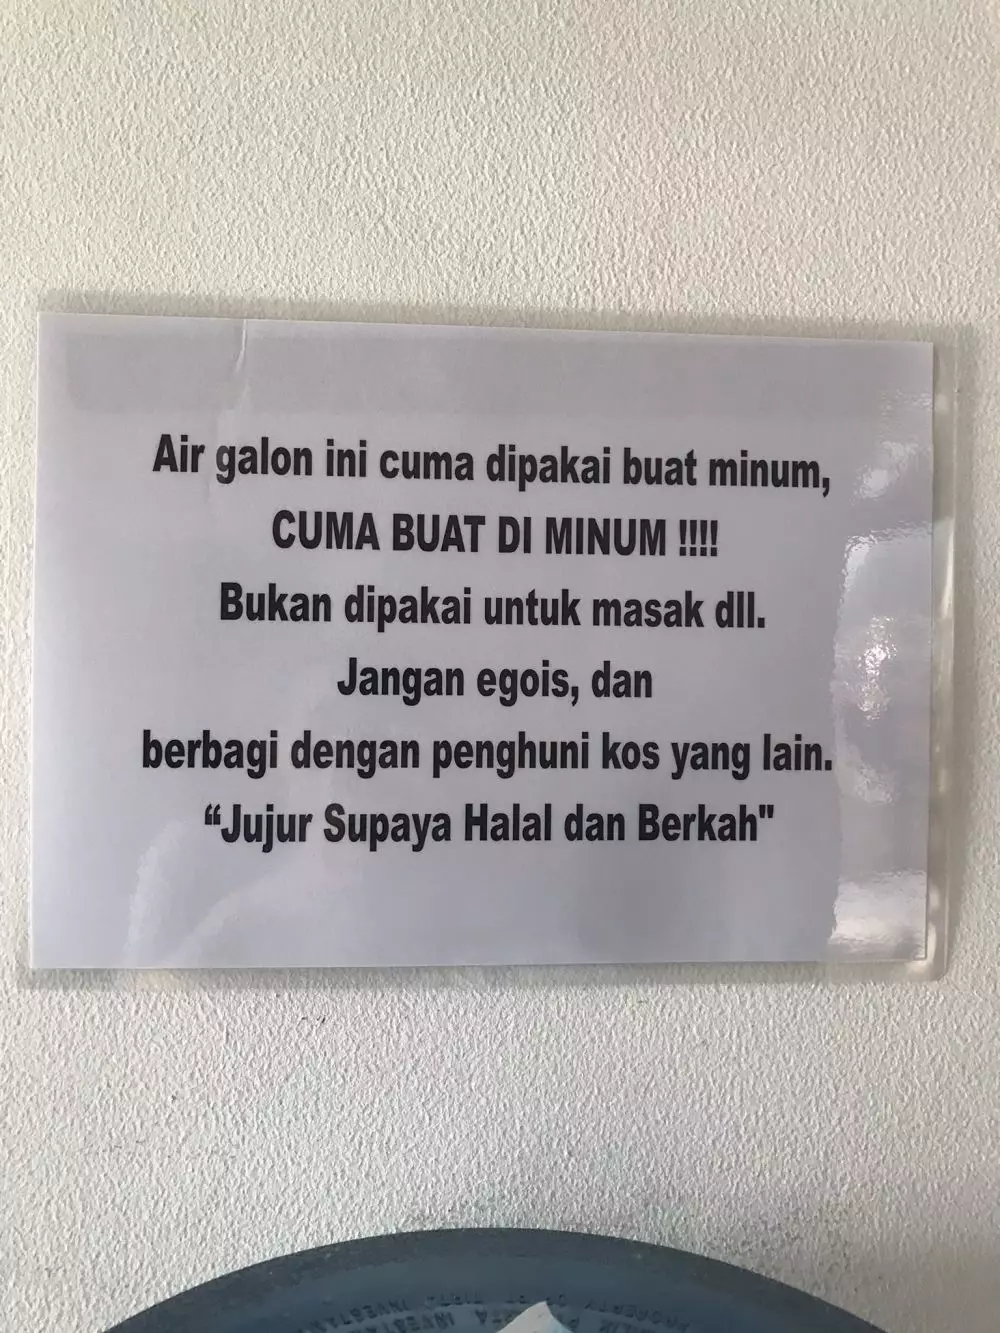 Air galon ini cuma dipakai buat minum,
CUMA BUAT DI MINUM !!!!
Bukan dipakai untuk masak dll.
Jangan egois, dan
berbagi dengan penghuni kos yang lain.
“Jujur Supaya Halal dan Berkah"